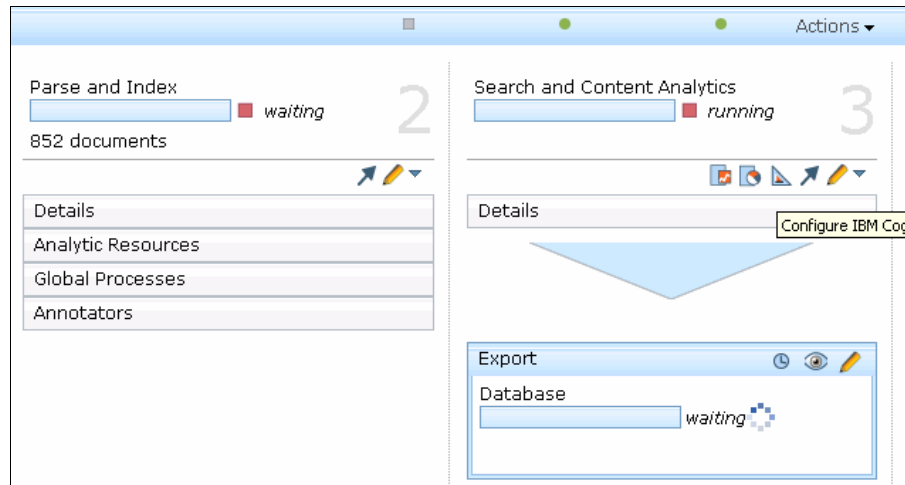 Actions
Parse and Index
2
waiting
852 documents
Details
Analytic Resources
Global Processes
Annotators
Search and Content Analytics
3
running
Details
Configure IBM Cog
Export
Database
waiting